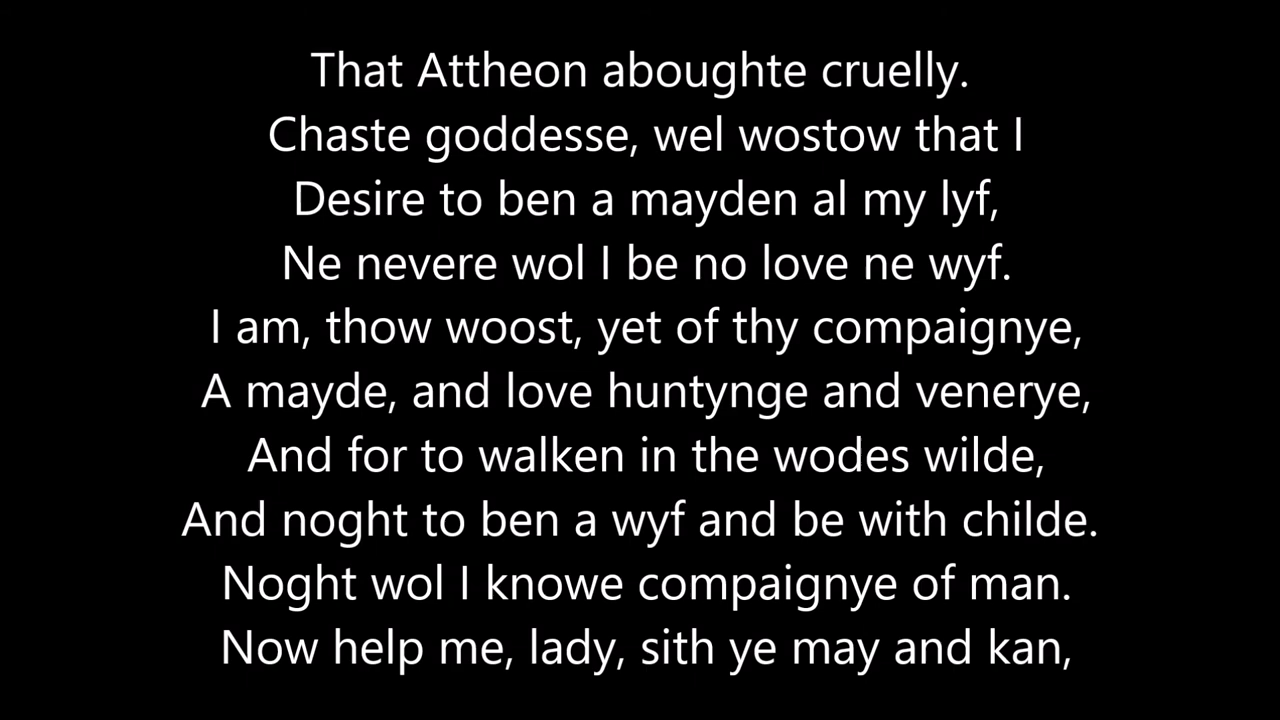 That Attheon aboughte cruelly.
Chaste goddesse, wel wostow that I
Desire to ben a mayden al my lyf,
Ne nevere wol I be no love ne wyf.
I am, thow woost, yet of thy compaignye,
A mayde, and love huntynge and venerye,
And for to walken in the wodes wilde,
And noght to ben a wyf and be with childe.
Noght wol I knowe compaignye of man.
Now help me, lady, sith ye may and kan,